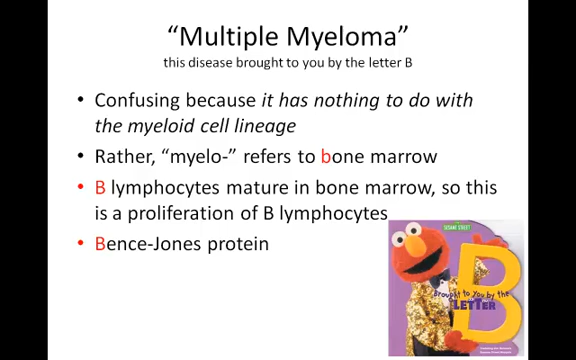 “Multiple Myeloma”
this disease brought to you by the letter B
• Confusing because it has nothing to do with
the myeloid cell lineage
• Rather, “myelo-” refers to bone marrow
• B lymphocytes mature in bone marrow, so this
is a proliferation of B lymphocytes
• Bence-Jones protein
SESAME STREET
B
Brought to You by the
LETTER